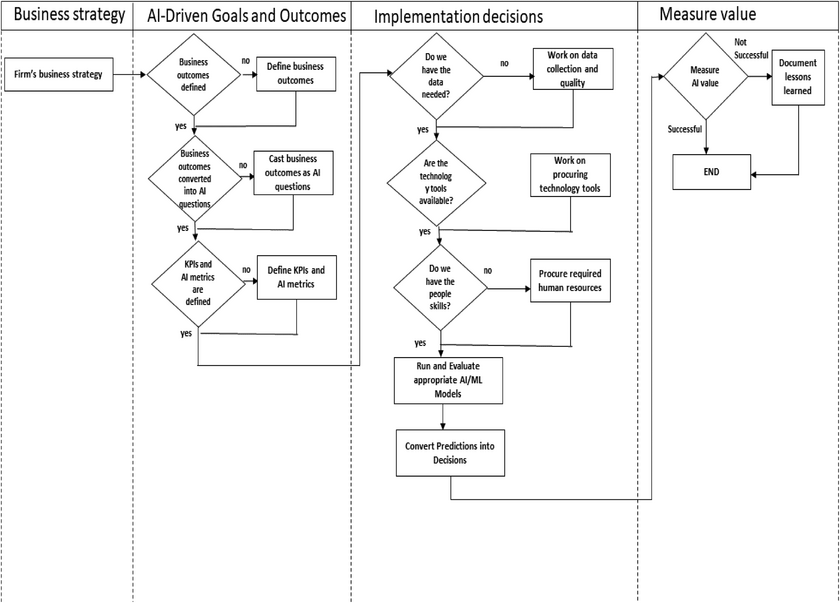 Business strategy
AI-Driven Goals and Outcomes
Implementation decisions
Measure value
Firm's business strategy
Business
outcomes
defined
no
Define business
outcomes
yes
Business
outcomes
converted
into AI
questions
no
Cast business
outcomes as AI
questions
yes
KPIs and
AI metrics
are
defined
no
Define KPIs and
AI metrics
yes
Do we
have the
data
needed?
no
Work on data
collection and
quality
yes
Are the
technolog
y tools
available?
Work on
procuring
technology tools
yes
Do we
have the
people
skills?
no
Procure required
human resources
yes
Run and Evaluate
appropriate AI/ML
Models
Convert Predictions into
Decisions
Measure
AI value
Not
Successful
Document
lessons
learned
Successful
END